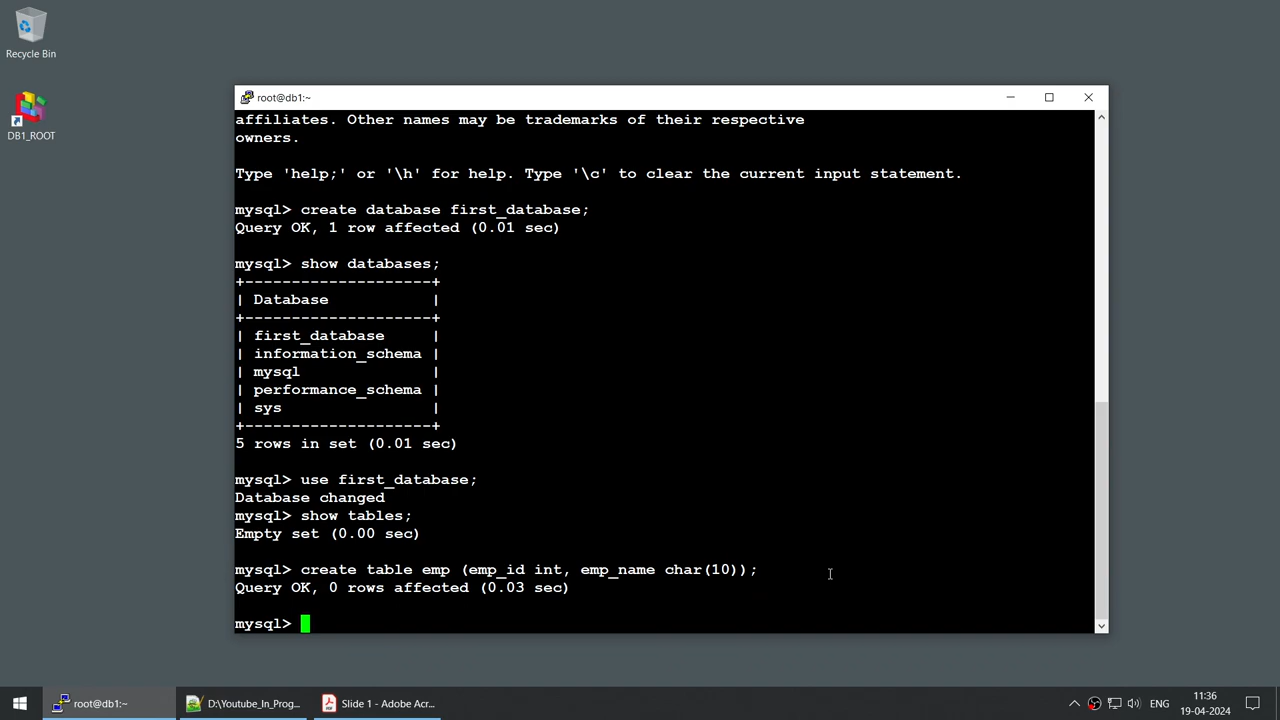 Recycle Bin
DB1_ROOT
root@db1:~
affiliates. Other names may be trademarks of their respective
owners.
Type 'help;' or '\h' for help. Type '\c' to clear the current input statement.
mysql> create database first_database;
Query OK, 1 row affected (0.01 sec)
mysql> show databases;
+--------------------+
| Database           |
+--------------------+
| first_database     |
| information_schema |
| mysql              |
| performance_schema |
| sys                |
+--------------------+
5 rows in set (0.01 sec)
mysql> use first_database;
Database changed
mysql> show tables;
Empty set (0.00 sec)
mysql> create table emp (emp_id int, emp_name char(10));
Query OK, 0 rows affected (0.03 sec)
mysql>
root@db1:~
D:\Youtube_In_Prog...
Slide 1 - Adobe Acr...
ENG
11:36
19-04-2024